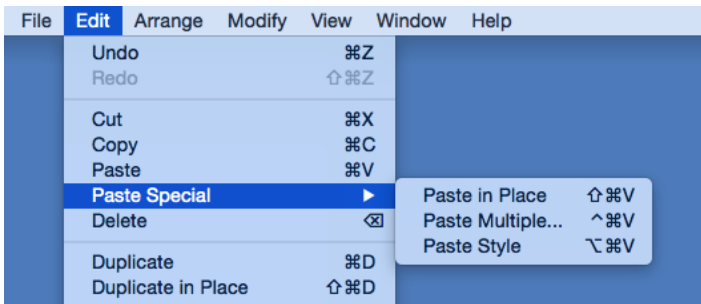 File Edit Arrange Modify View Window Help
Undo ⌘Z
Redo ⇧⌘Z
Cut ⌘X
Copy ⌘C
Paste ⌘V
Paste Special ▶
Delete ⌫
Duplicate ⌘D
Duplicate in Place ⇧⌘D
Paste in Place ⇧⌘V
Paste Multiple... ^⌘V
Paste Style ⌥⌘V